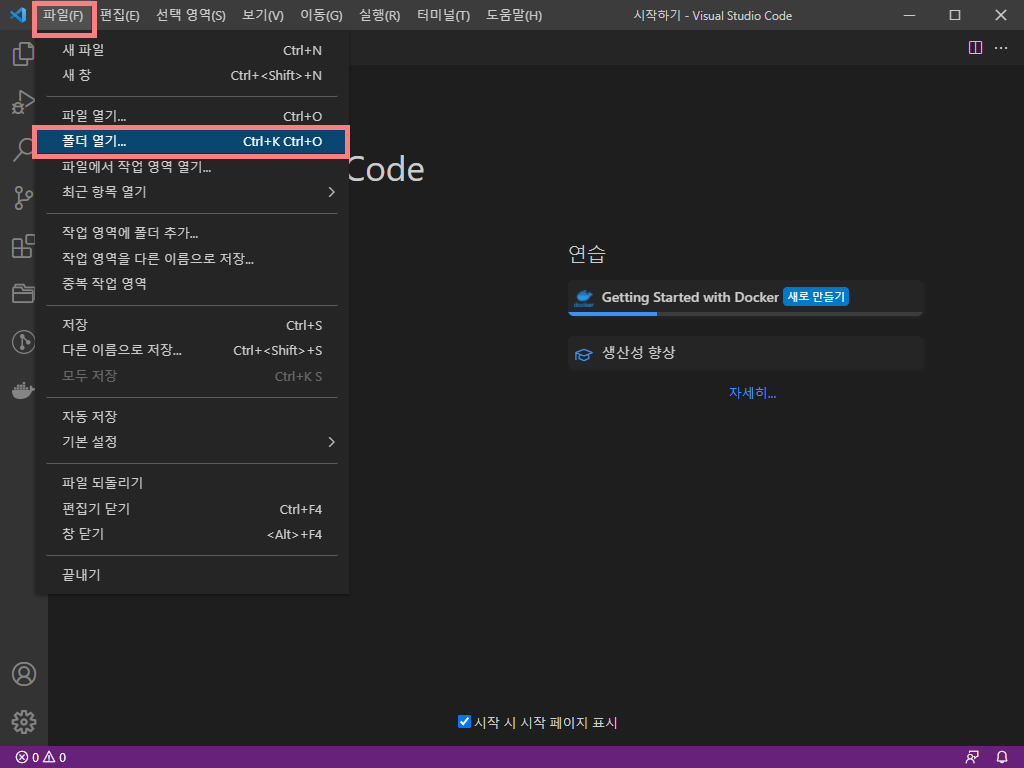 파일(F) 편집(E) 선택 영역(S) 보기(V) 이동(G) 실행(R) 터미널(T) 도움말(H) 시작하기 - Visual Studio Code
새 파일 Ctrl+N
새 창 Ctrl+<Shift>+N
파일 열기... Ctrl+O
폴더 열기... Ctrl+K Ctrl+O
파일에서 작업 영역 열기...
최근 항목 열기
작업 영역에 폴더 추가...
작업 영역을 다른 이름으로 저장...
중복 작업 영역
저장 Ctrl+S
다른 이름으로 저장... Ctrl+<Shift>+S
모두 저장 Ctrl+K S
자동 저장
기본 설정
파일 되돌리기
편집기 닫기 Ctrl+F4
창 닫기 <Alt>+F4
끝내기
Code
연습
Getting Started with Docker 새로 만들기
생산성 향상
자세히...
시작 시 시작 페이지 표시
0 0